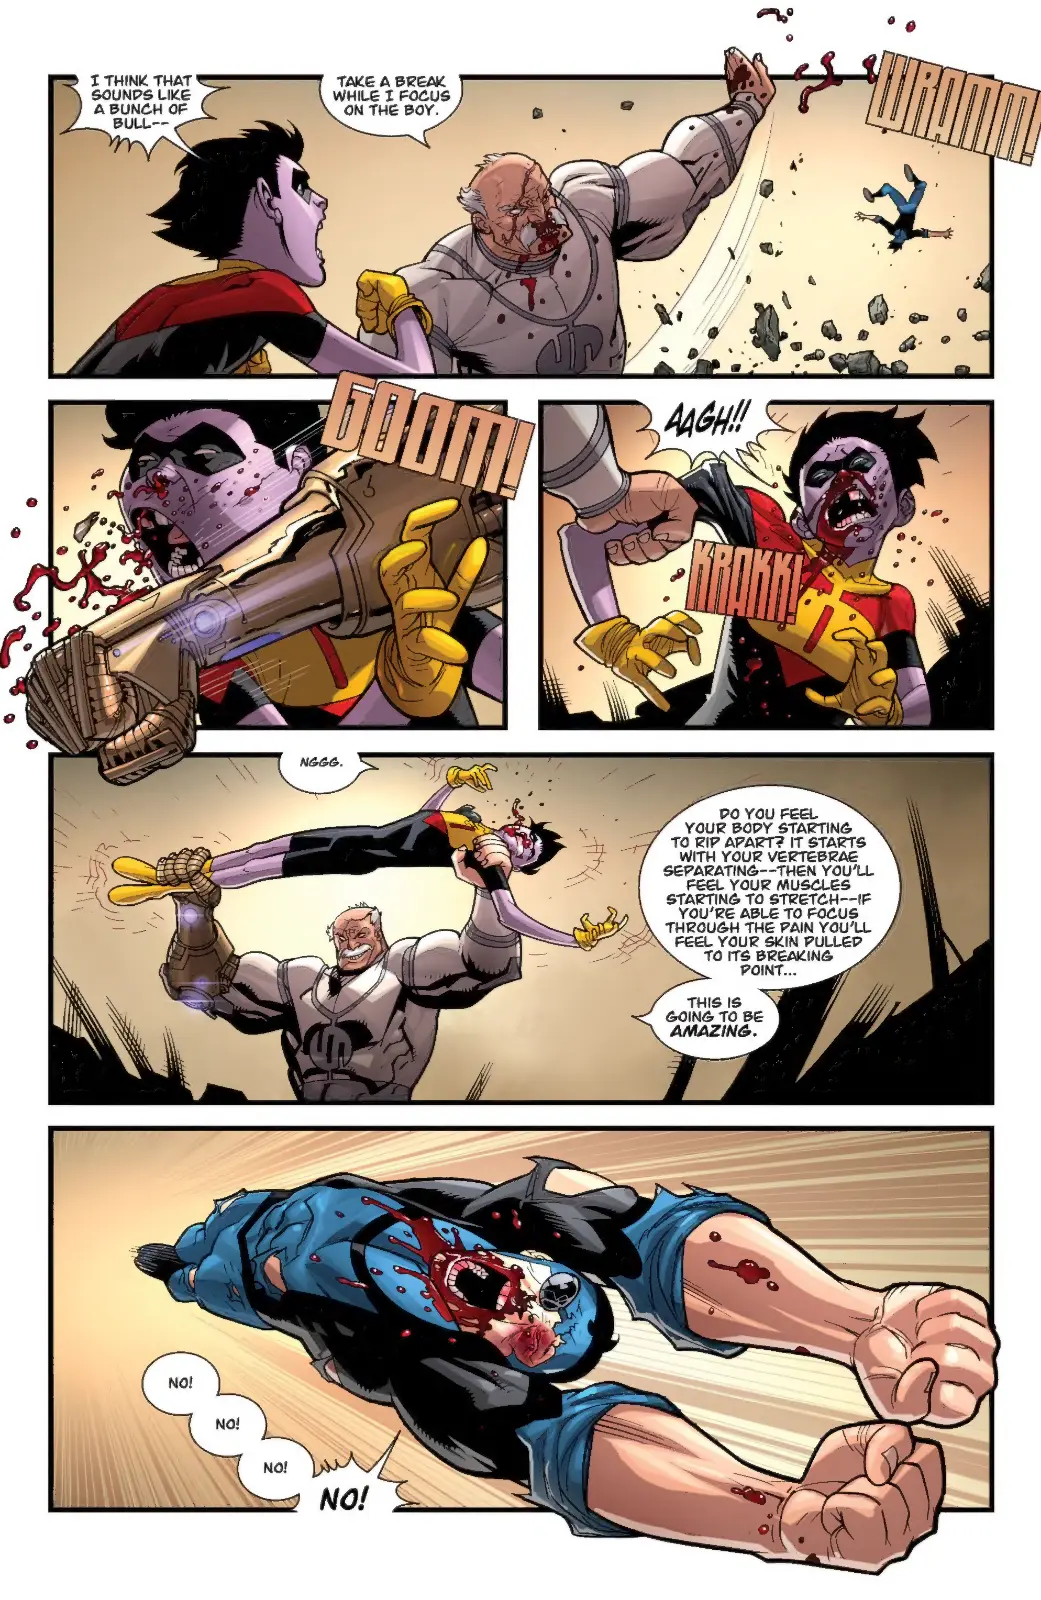 I THINK THAT
SOUNDS LIKE
A BUNCH OF
BULL--
TAKE A BREAK
WHILE I FOCUS
ON THE BOY.
WRAMM!
GOOM!
AAGH!!
KRAKK!
NGGG.
DO YOU FEEL
YOUR BODY STARTING
TO RIP APART? IT STARTS
WITH YOUR VERTEBRAE
SEPARATING--THEN YOU'LL
FEEL YOUR MUSCLES
STARTING TO STRETCH--IF
YOU'RE ABLE TO FOCUS
THROUGH THE PAIN YOU'LL
FEEL YOUR SKIN PULLED
TO ITS BREAKING
POINT...
THIS IS
GOING TO BE
AMAZING.
NO!
NO!
NO!
NO!